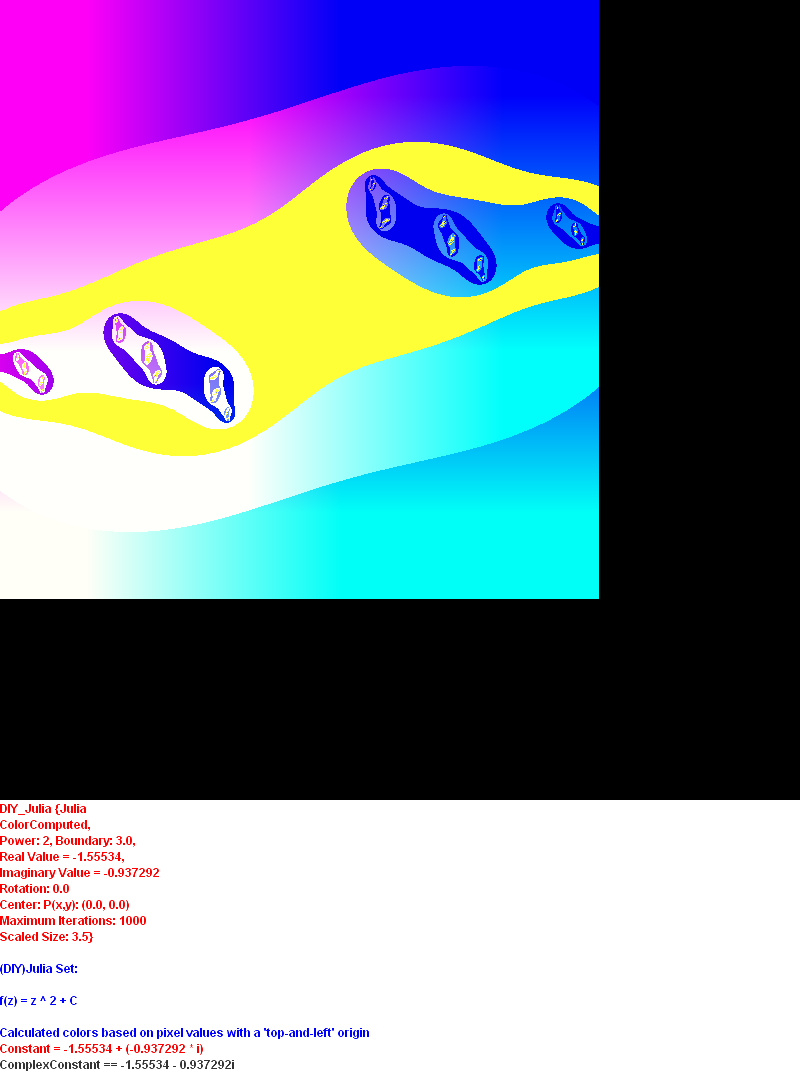 DIY_Julia {Julia
ColorComputed,
Power: 2, Boundary: 3.0,
Real Value = -1.55534,
Imaginary Value = -0.937292
Rotation: 0.0
Center: P(x,y): (0.0, 0.0)
Maximum Iterations: 1000
Scaled Size: 3.5}
(DIY)Julia Set:
f(z) = z ^ 2 + C
Calculated colors based on pixel values with a 'top-and-left' origin
Constant = -1.55534 + (-0.937292 * i)
ComplexConstant == -1.55534 - 0.937292i